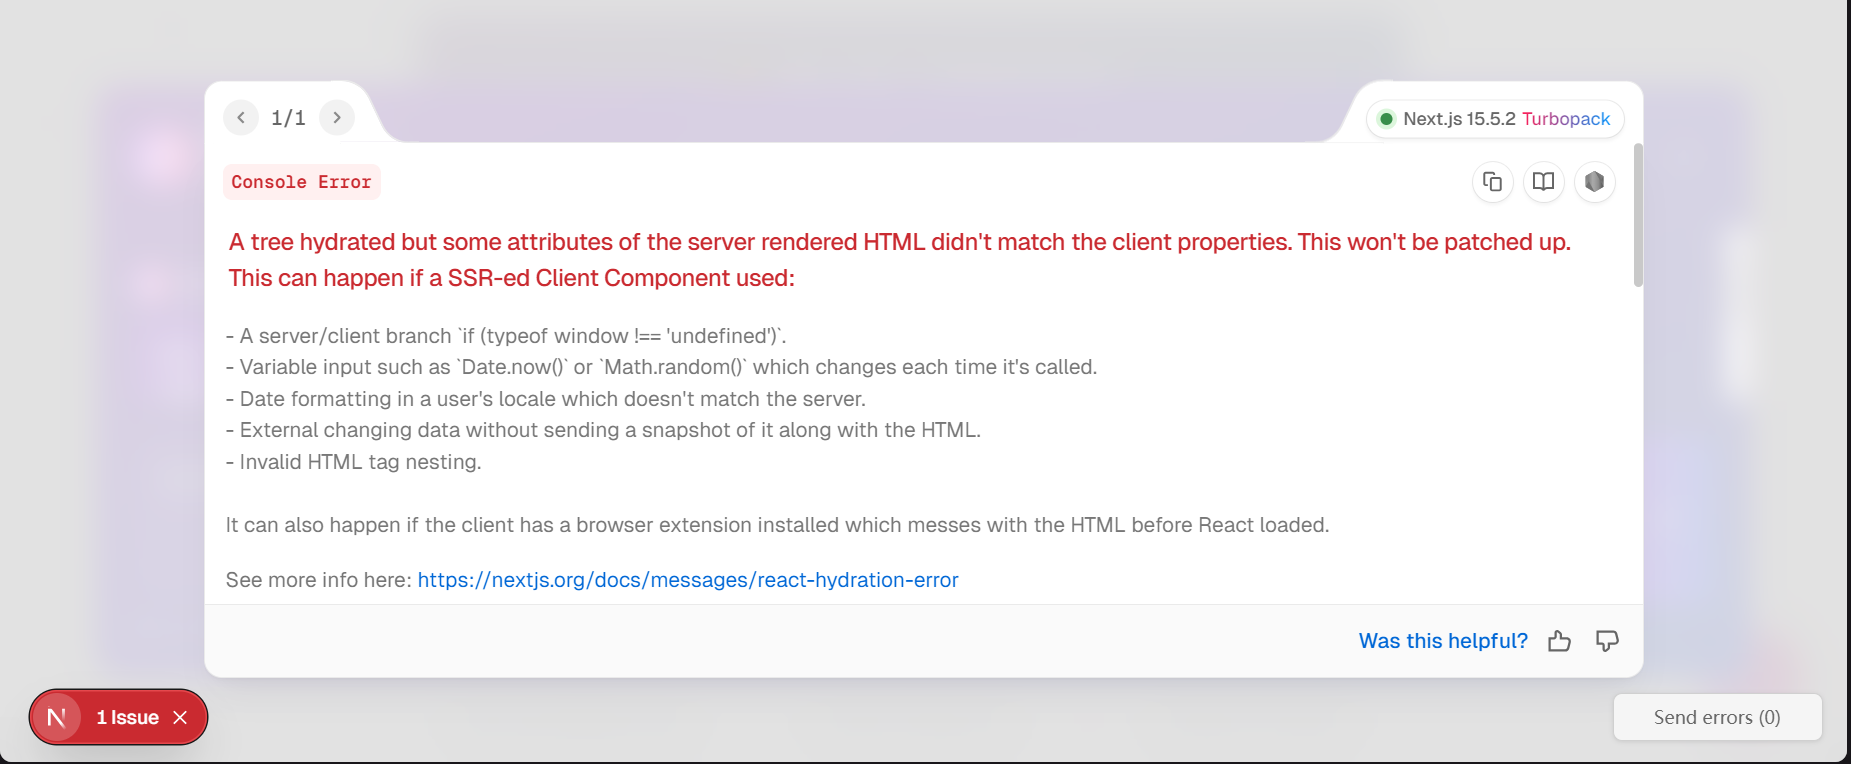 1/1
Next.js 15.5.2 Turbopack
Console Error
A tree hydrated but some attributes of the server rendered HTML didn't match the client properties. This won't be patched up.
This can happen if a SSR-ed Client Component used:
- A server/client branch `if (typeof window !== 'undefined')`.
- Variable input such as `Date.now()` or `Math.random()` which changes each time it's called.
- Date formatting in a user's locale which doesn't match the server.
- External changing data without sending a snapshot of it along with the HTML.
- Invalid HTML tag nesting.
It can also happen if the client has a browser extension installed which messes with the HTML before React loaded.
See more info here: https://nextjs.org/docs/messages/react-hydration-error
Was this helpful?
N 1 Issue
Send errors (0)